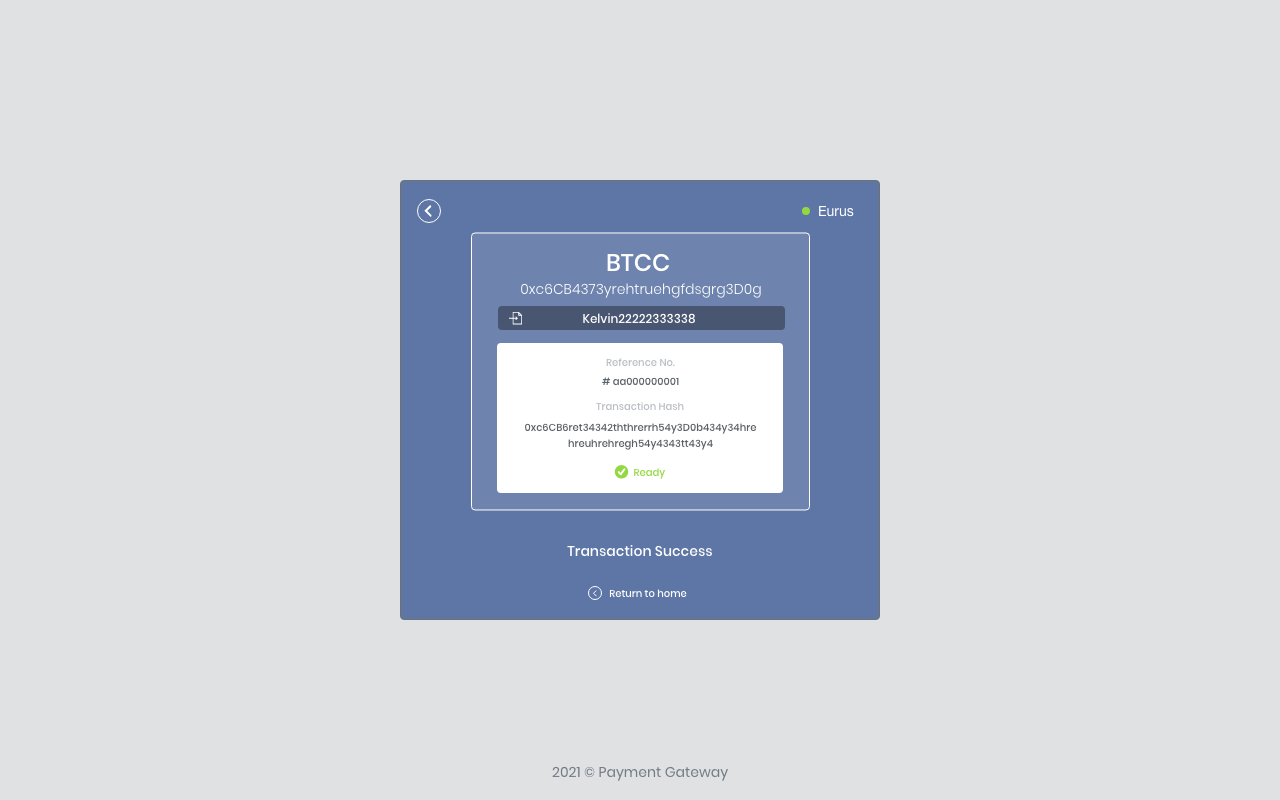 Eurus
BTCC
0xc6CB4373yrehtruehgfdsgrg3D0g
Kelvin22222333338
Reference No.
# aa000000001
Transaction Hash
0xc6CB6ret34342ththrerrh54y3D0b434y34hre
hreuhrehregh54y4343tt43y4
Ready
Transaction Success
Return to home
2021 © Payment Gateway